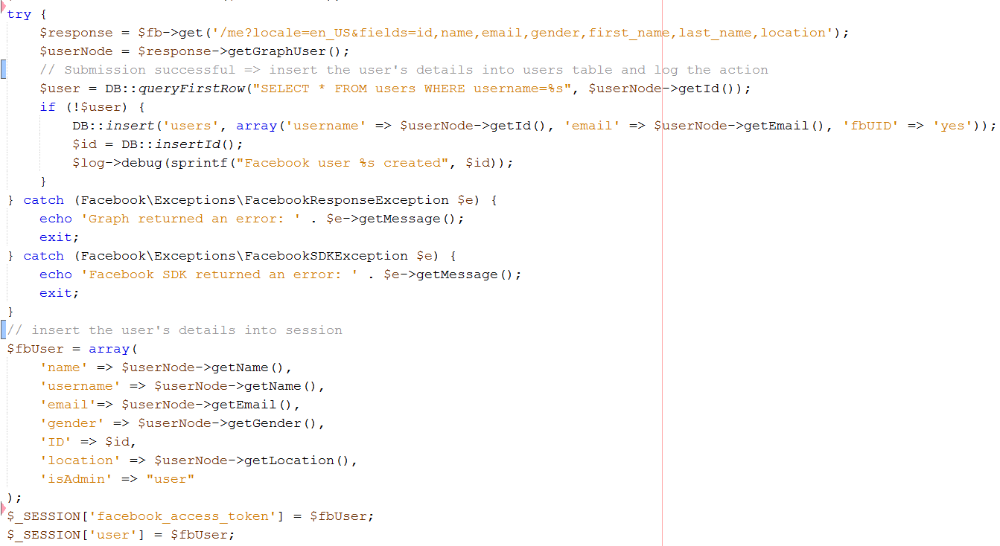 try {
    $response = $fb->get('/me?locale=en_US&fields=id,name,email,gender,first_name,last_name,location');
    $userNode = $response->getGraphUser();
    // Submission successful => insert the user's details into users table and log the action
    $user = DB::queryFirstRow("SELECT * FROM users WHERE username=%s", $userNode->getId());
    if (!$user) {
        DB::insert('users', array('username' => $userNode->getId(), 'email' => $userNode->getEmail(), 'fbUID' => 'yes'));
        $id = DB::insertId();
        $log->debug(sprintf("Facebook user %s created", $id));
    }
} catch (Facebook\Exceptions\FacebookResponseException $e) {
    echo 'Graph returned an error: ' . $e->getMessage();
    exit;
} catch (Facebook\Exceptions\FacebookSDKException $e) {
    echo 'Facebook SDK returned an error: ' . $e->getMessage();
    exit;
}
// insert the user's details into session
$fbUser = array(
    'name' => $userNode->getName(),
    'username' => $userNode->getName(),
    'email'=> $userNode->getEmail(),
    'gender' => $userNode->getGender(),
    'ID' => $id,
    'location' => $userNode->getLocation(),
    'isAdmin' => "user"
);
$_SESSION['facebook_access_token'] = $fbUser;
$_SESSION['user'] = $fbUser;